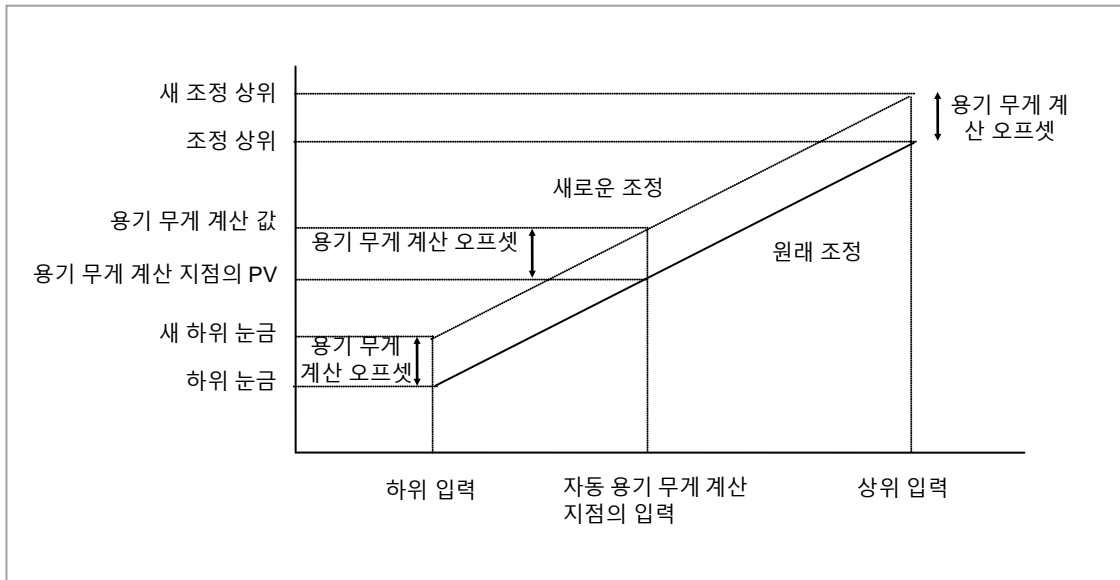 새 조정 상위
용기 무게 계
산 오프셋
조정 상위
새로운 조정
용기 무게 계산 값
용기 무게 계산 오프셋
원래 조정
용기 무게 계산 지점의 PV
새 하위 눈금
용기 무게
계산 오프셋
하위 눈금
하위 입력
자동 용기 무게 계산
지점의 입력
상위 입력